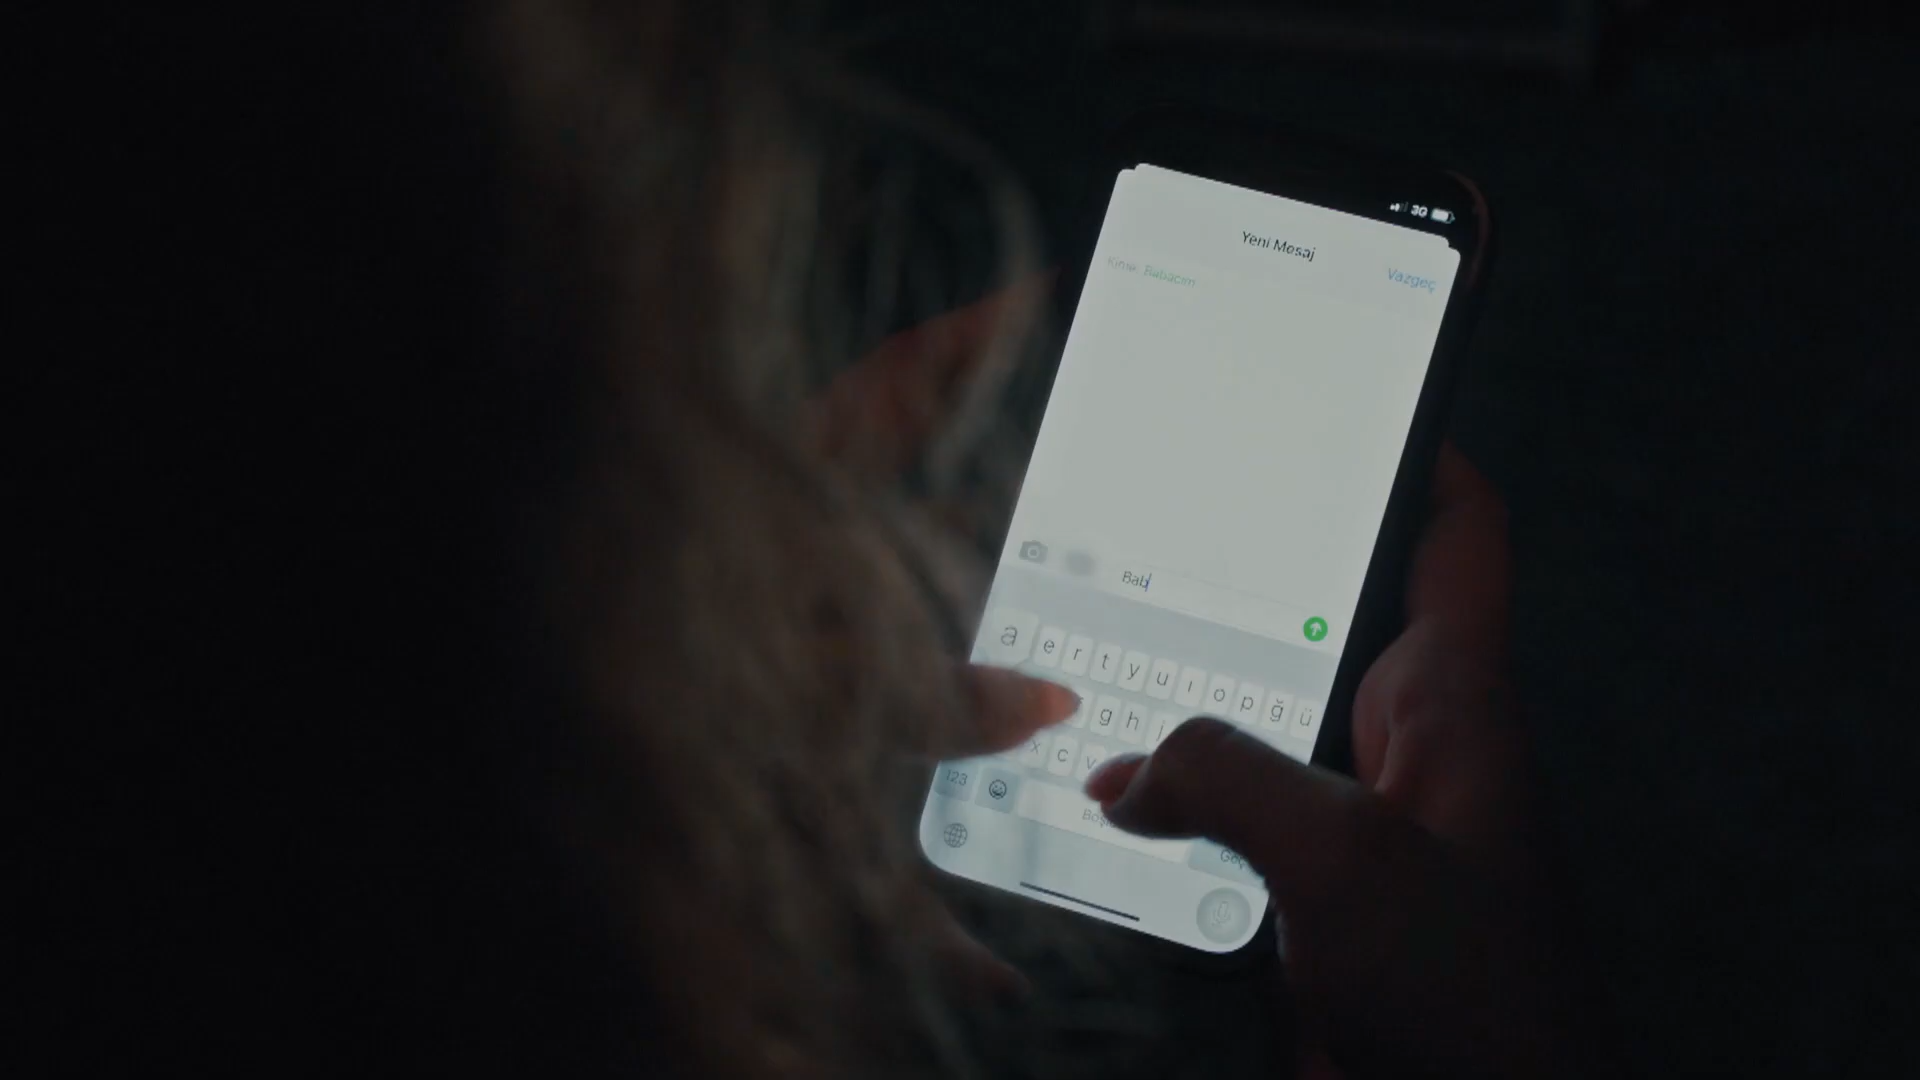 3G
Yeni Mesaj
Vazgeç
Kime: Babacım
Bab
a e r t y u ı o p ğ ü
g h j
x c v
123